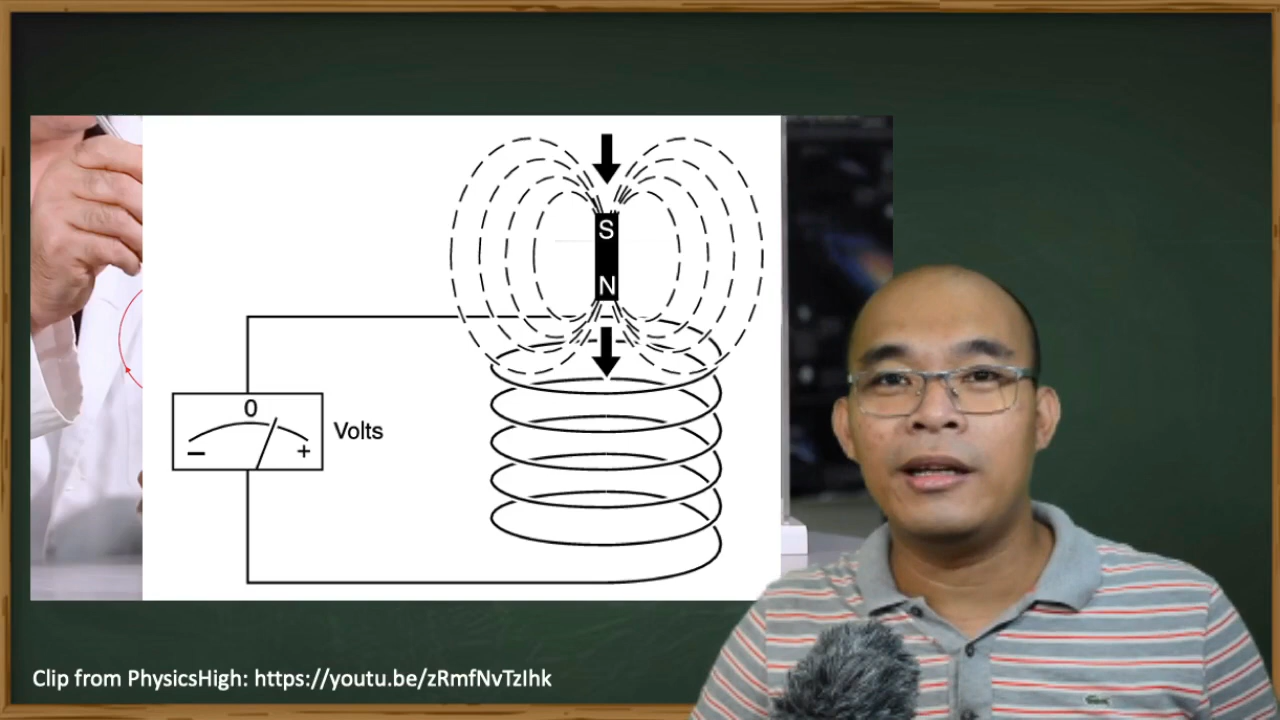 S
N
0
Volts
− +
Clip from PhysicsHigh: https://youtu.be/zRmfNvTzIhk